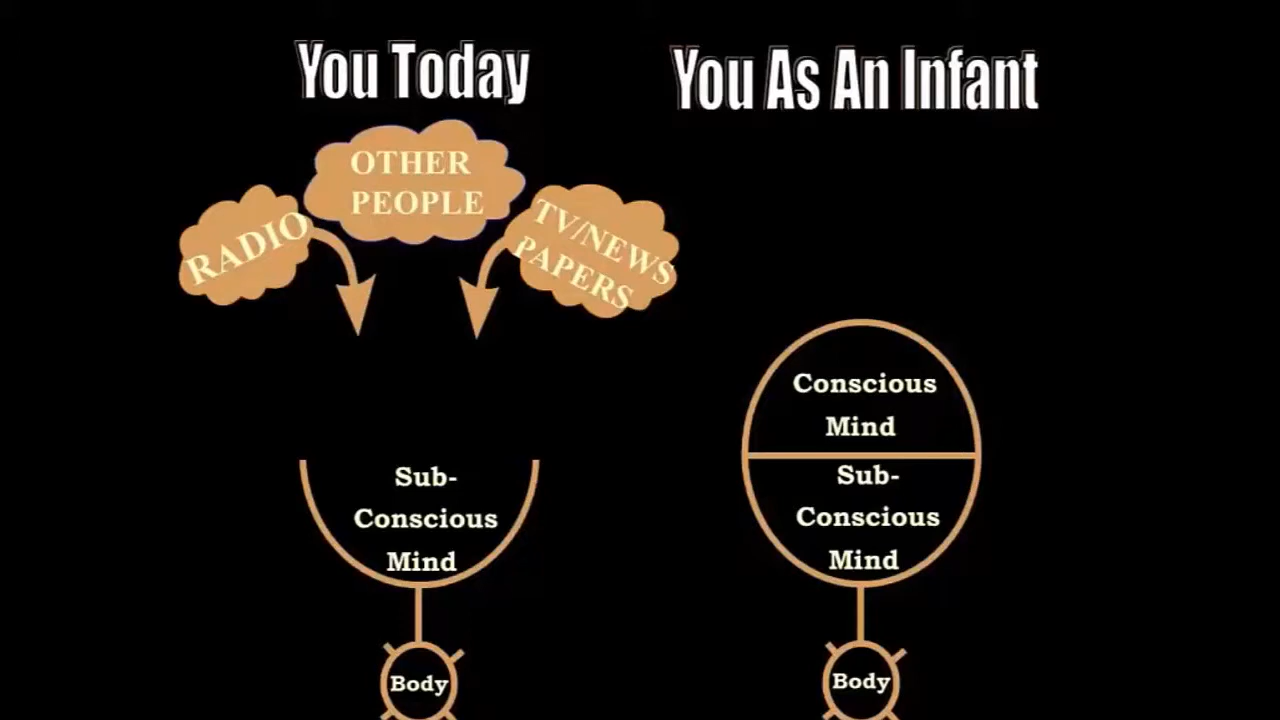 You Today
OTHER
PEOPLE
RADIO
TV/NEWS
PAPERS
Sub-
Conscious
Mind
Body
You As An Infant
Conscious
Mind
Sub-
Conscious
Mind
Body